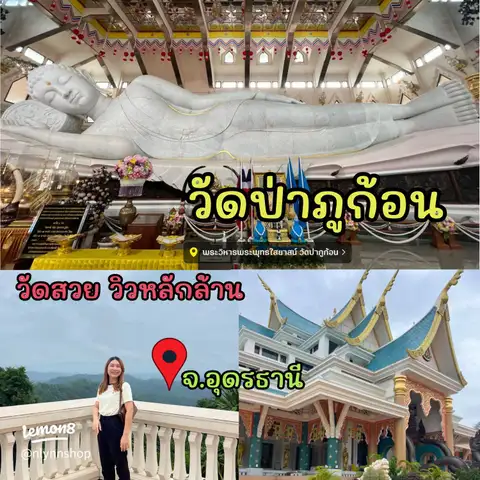 วัดป่าภูก้อน
พระวิหารพระพุทธไสยาสน์ วัดป่าภูก้อน >
วัดสวย วิวหลักล้าน
จ.อุดรธานี
Lemon8
@nlynnshop